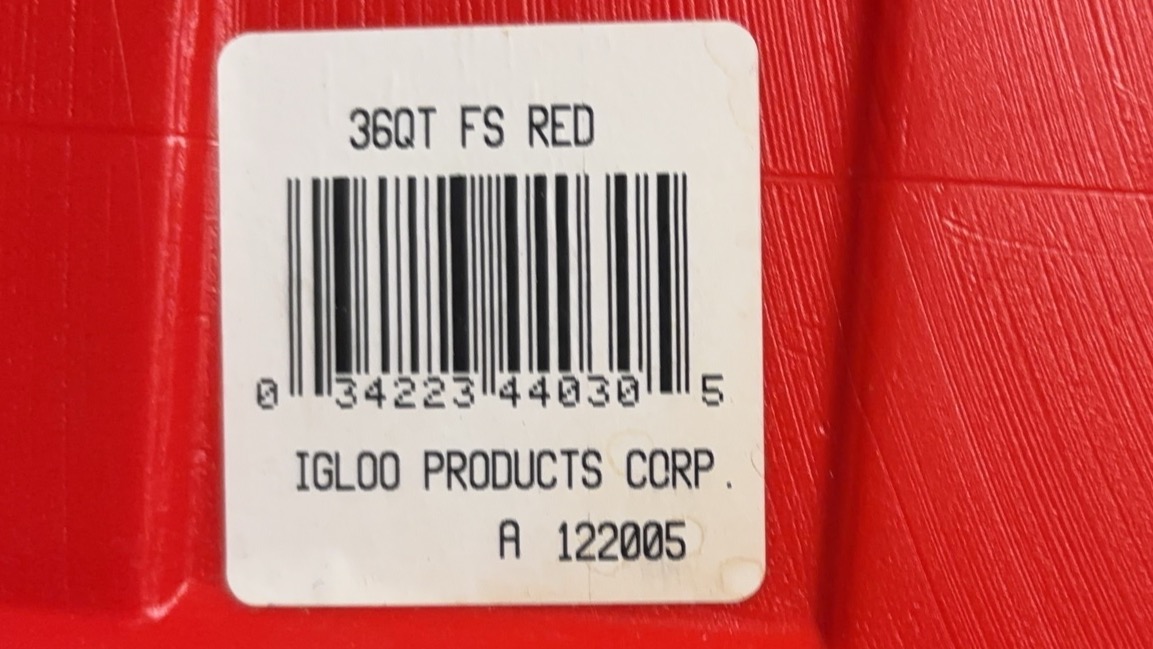 36QT FS RED
0 34223 44030 5
IGLOO PRODUCTS CORP.
A 122005